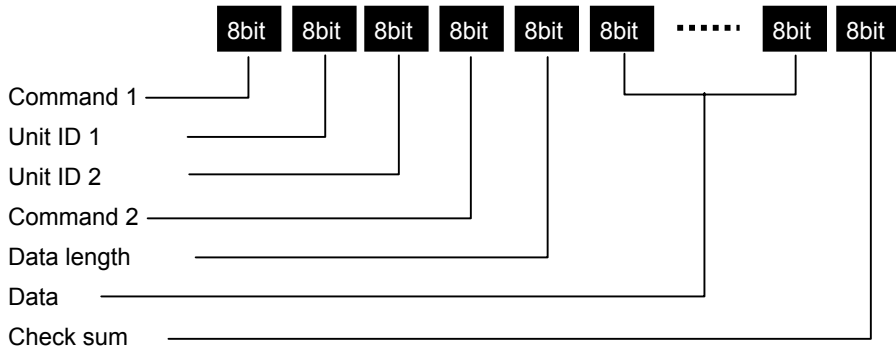 8bit 8bit 8bit 8bit 8bit 8bit 8bit 8bit
Command 1
Unit ID 1
Unit ID 2
Command 2
Data length
Data
Check sum